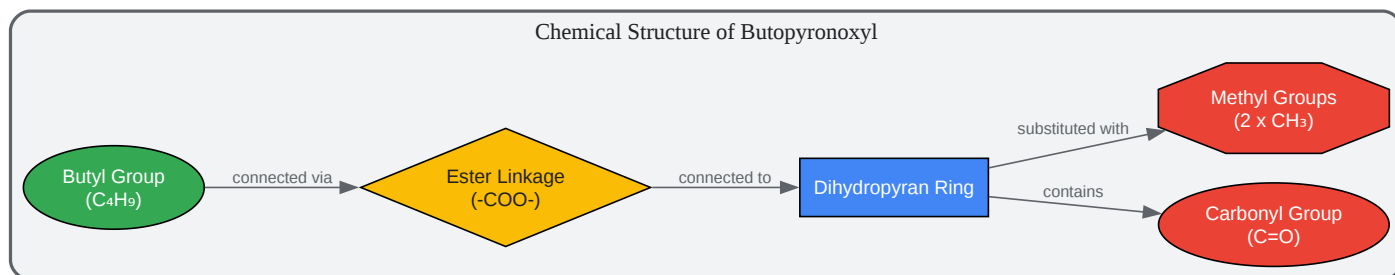 Chemical Structure of Butopyronoxyl
Butyl Group
(C₄H₉)
connected via
Ester Linkage
(-COO-)
connected to
Dihydropyran Ring
substituted with
Methyl Groups
(2 x CH₃)
contains
Carbonyl Group
(C=O)